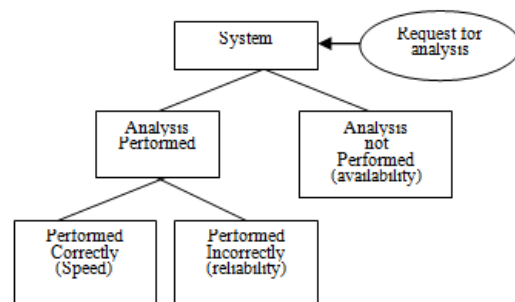 System
Request for
analysis
Analysis
Performed
Analysis
not
Performed
(availability)
Performed
Correctly
(Speed)
Performed
Incorrectly
(reliability)